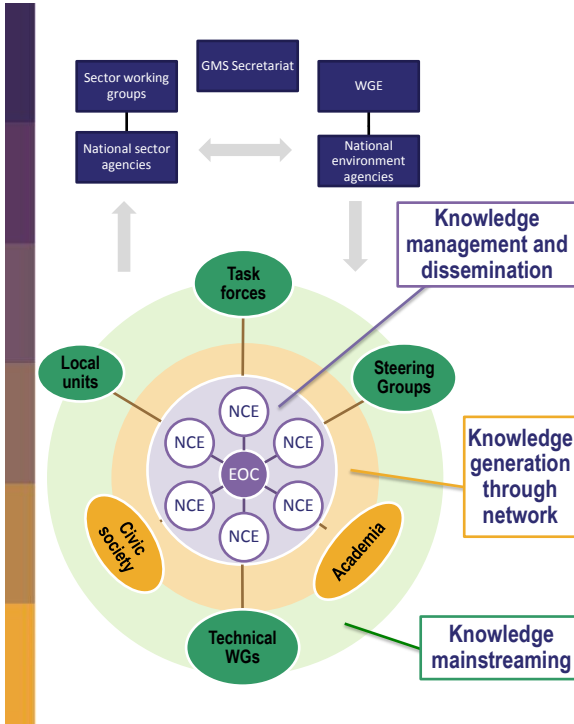 GMS Secretariat
Sector working
groups
WGE
National sector
agencies
National
environment
agencies
Knowledge
management and
dissemination
Task
forces
Local
units
Steering
Groups
NCE
NCE
NCE
EOC
NCE
NCE
NCE
Knowledge
generation
through
network
Civic
society
Academia
Technical
WGs
Knowledge
mainstreaming